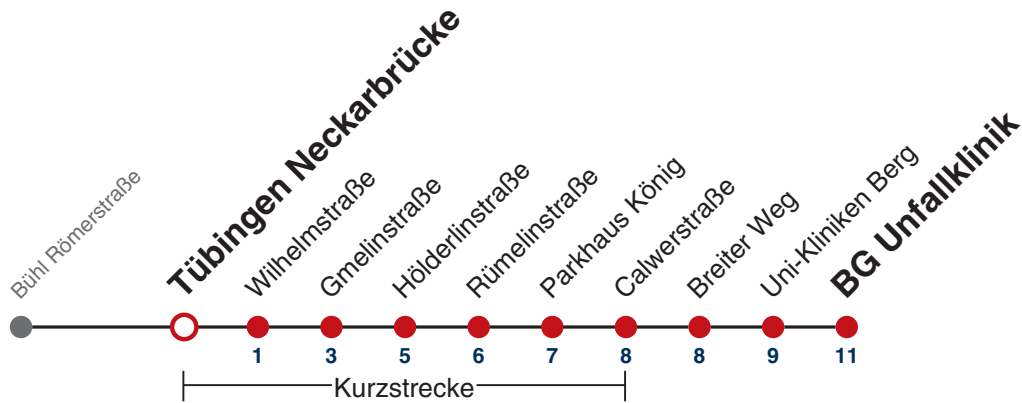 Bühl Römerstraße
Tübingen Neckarbrücke
Wilhelmstraße
Gmelinstraße
Hölderlinstraße
Rümelinstraße
Parkhaus König
Calwerstraße
Breiter Weg
Uni-Kliniken Berg
BG Unfallklinik
1 3 5 6 7 8 8 9 11
Kurzstrecke